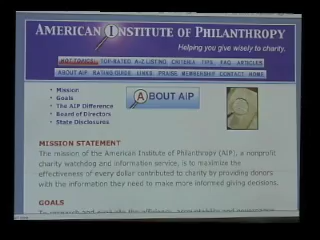 AMERICAN INSTITUTE OF PHILANTHROPY
Helping you give wisely to charity.
HOT TOPICS TOP-RATED A-Z LISTING CRITERIA TIPS FAQ ARTICLES
ABOUT AIP RATING GUIDE LINKS PRAISE MEMBERSHIP CONTACT HOME
• Mission
• Goals
• The AIP Difference
• Board of Directors
• State Disclosures
ABOUT AIP
MISSION STATEMENT
The mission of the American Institute of Philanthropy (AIP), a nonprofit
charity watchdog and information service, is to maximize the
effectiveness of every dollar contributed to charity by providing donors
with the information they need to make more informed giving decisions.
GOALS